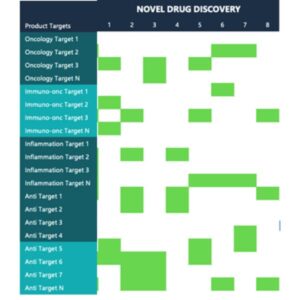 NOVEL DRUG DISCOVERY
Product Targets 1 2 3 4 5 6 7 8
Oncology Target 1
Oncology Target 2
Oncology Target 3
Oncology Target N
Immuno-onc Target 1
Immuno-onc Target 2
Immuno-onc Target 3
Immuno-onc Target N
Inflammation Target 1
Inflammation Target 2
Inflammation Target 3
Inflammation Target N
Anti Target 1
Anti Target 2
Anti Target 3
Anti Target 4
Anti Target 5
Anti Target 6
Anti Target 7
Anti Target N